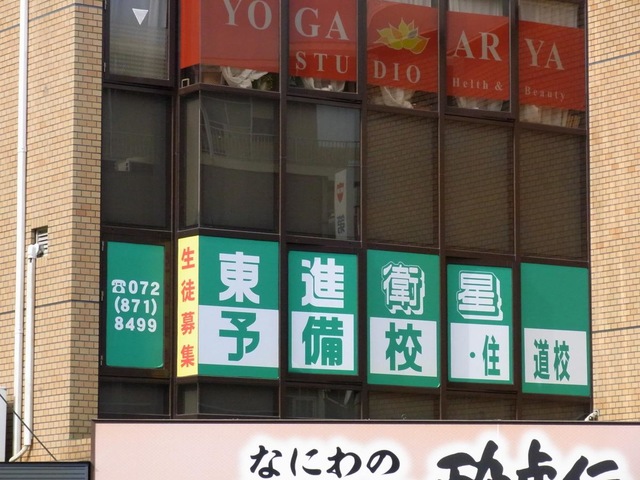 YOGA ARYA
STUDIO
Helth & Beauty
☎072
(871)
8499
生徒募集
東進衛星
予備校・住道校
なにわの